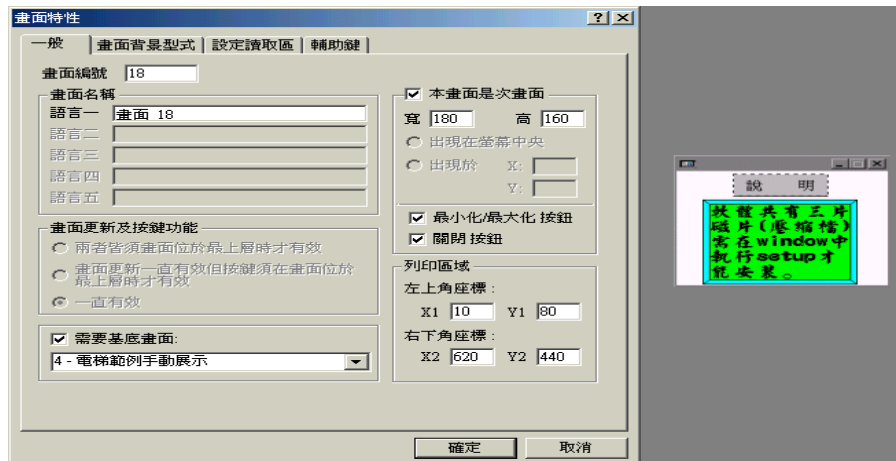 畫面特性
一般 畫面背景型式 設定讀取區 輔助鍵
畫面編號 18
畫面名稱
語言一 畫面 18
語言二
語言三
語言四
語言五
畫面更新及按鍵功能
兩者皆須畫面位於最上層時才有效
畫面更新一直有效但按鍵須在畫面位於
最上層時才有效
一直有效
需要基底畫面:
4 - 電梯範例手動展示
本畫面是次畫面
寬 180 高 160
出現在螢幕中央
出現於 X:
Y:
最小化/最大化 按鈕
關閉 按鈕
列印區域
左上角座標:
X1 10 Y1 80
右下角座標:
X2 620 Y2 440
確定 取消
說 明
軟體共有三片
磁片(壓縮檔)
需在window中
執行setup才
能安裝。